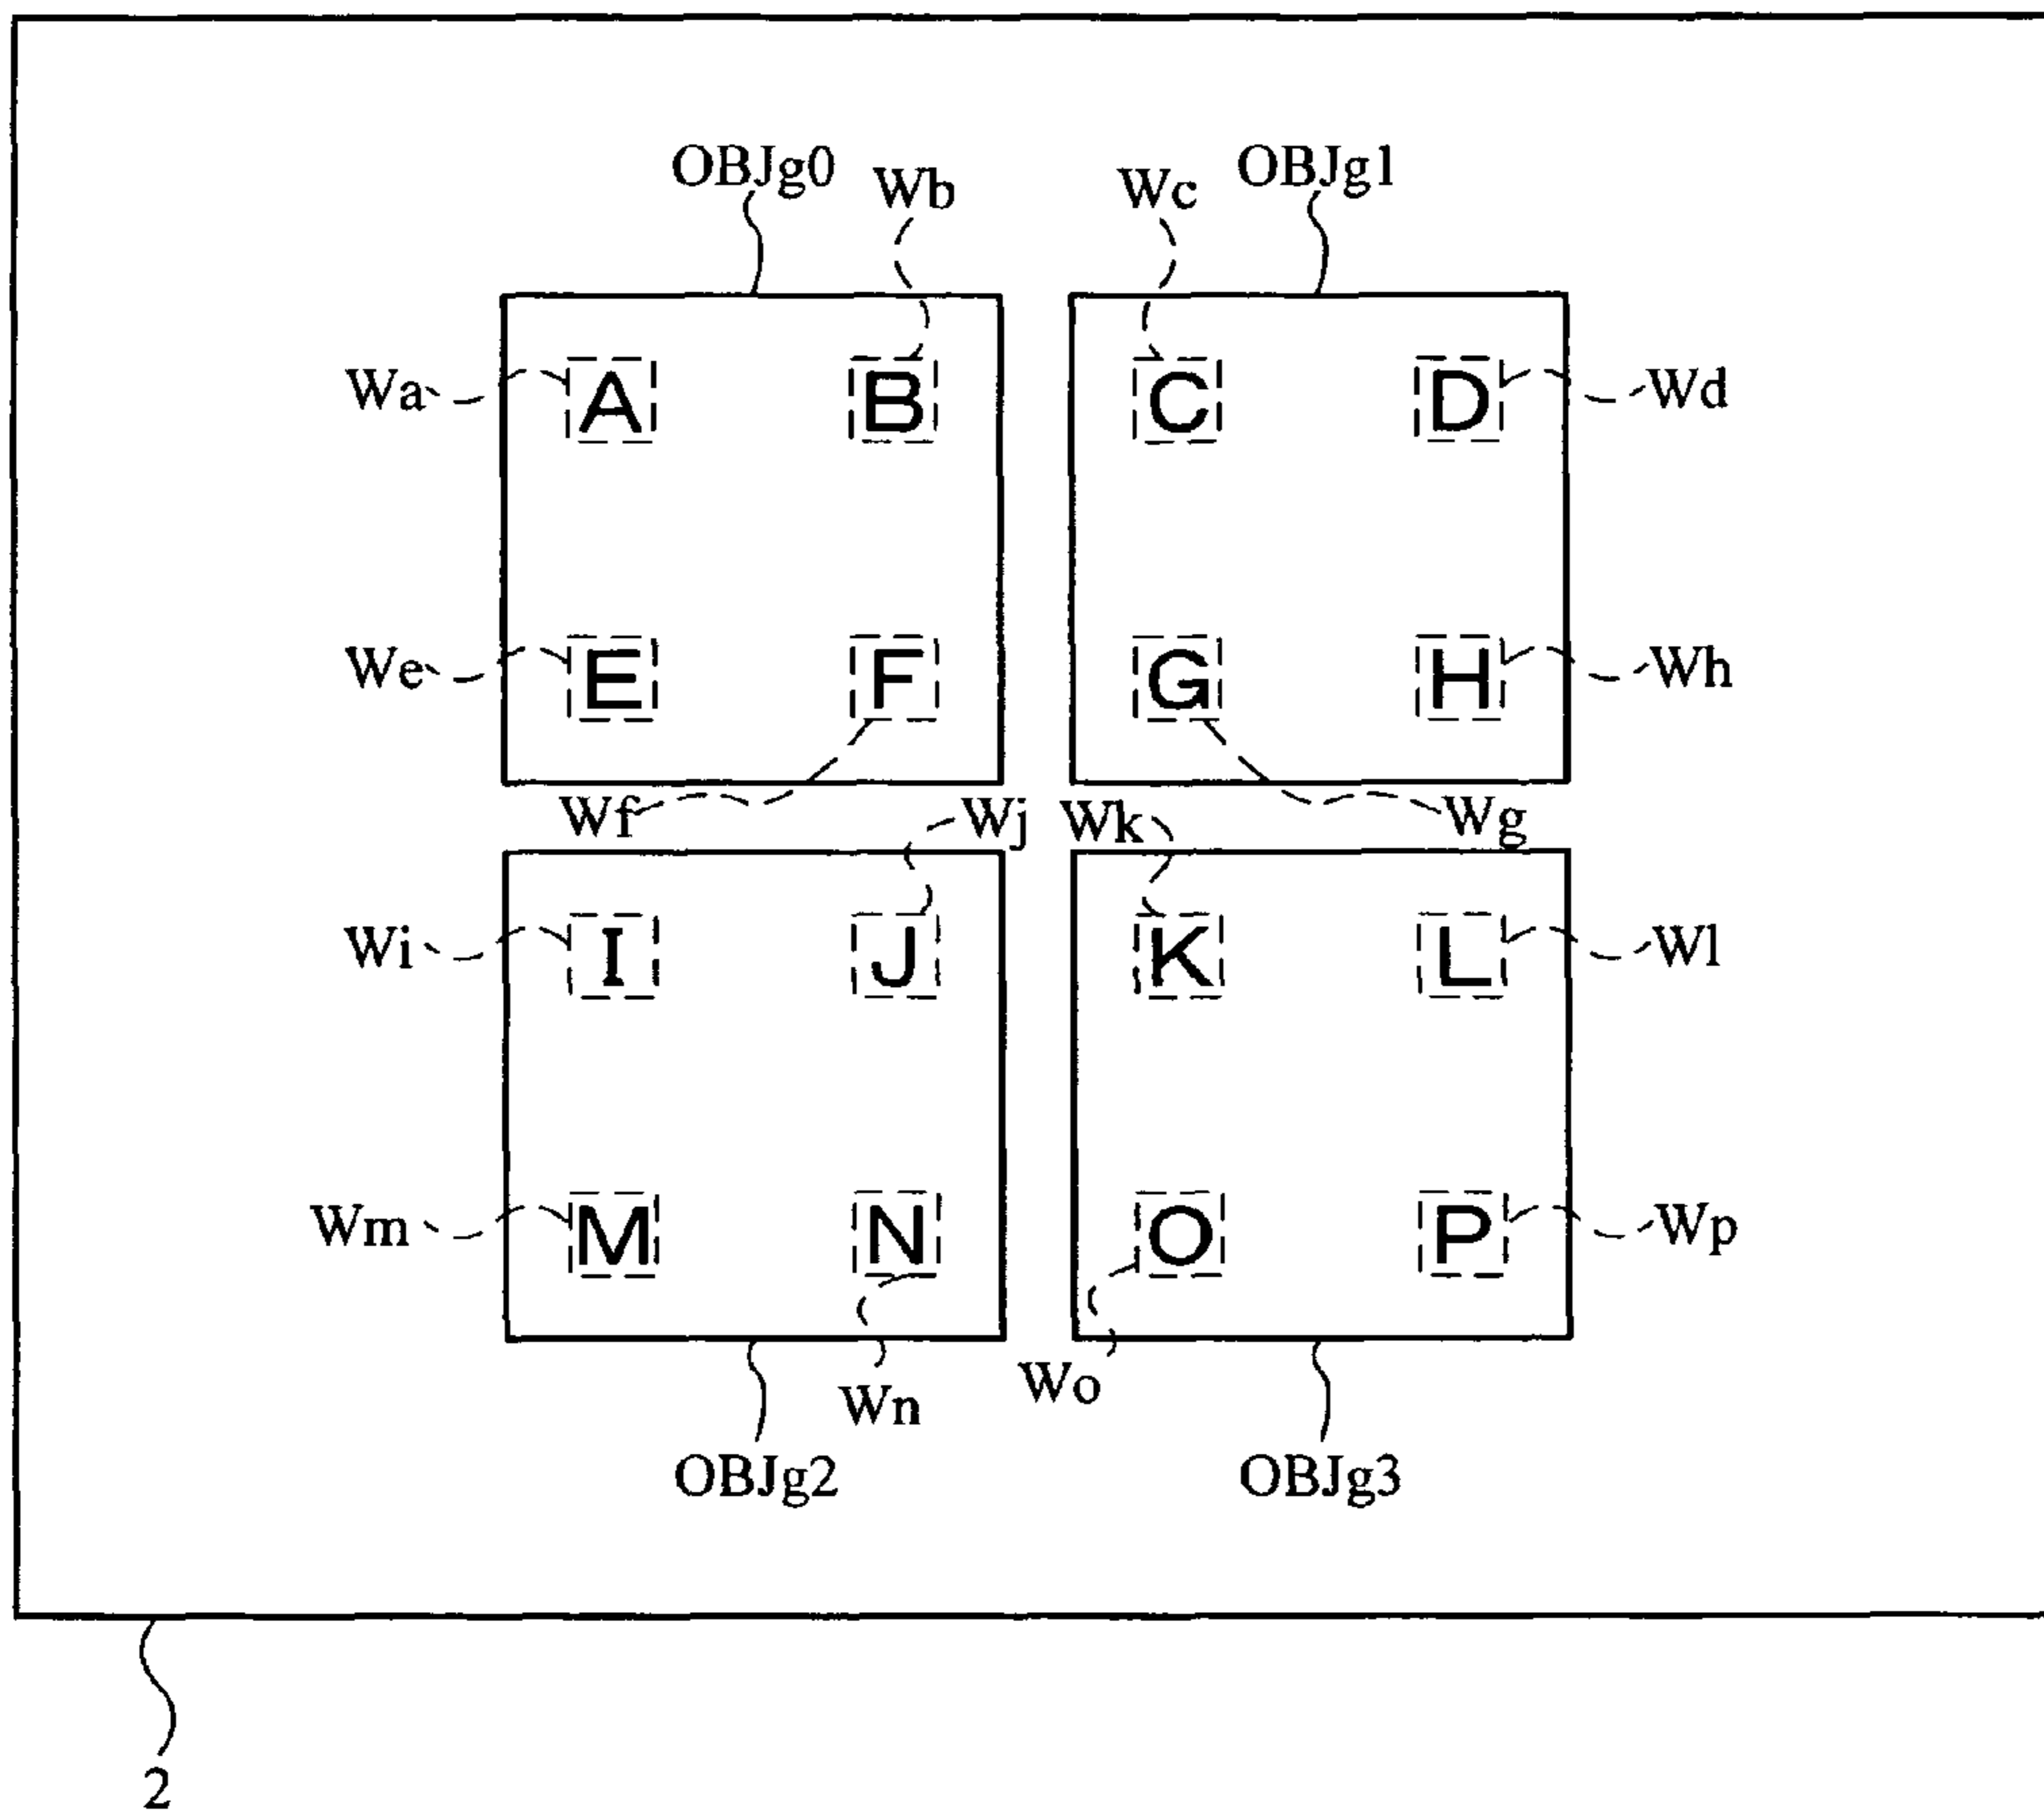 OBJg0 Wb Wc OBJg1
Wa A B C D Wd
We E F G H Wh
Wf Wj Wk Wg
Wi I J K L Wl
Wm M N O P Wp
Wn Wo
OBJg2 OBJg3
2